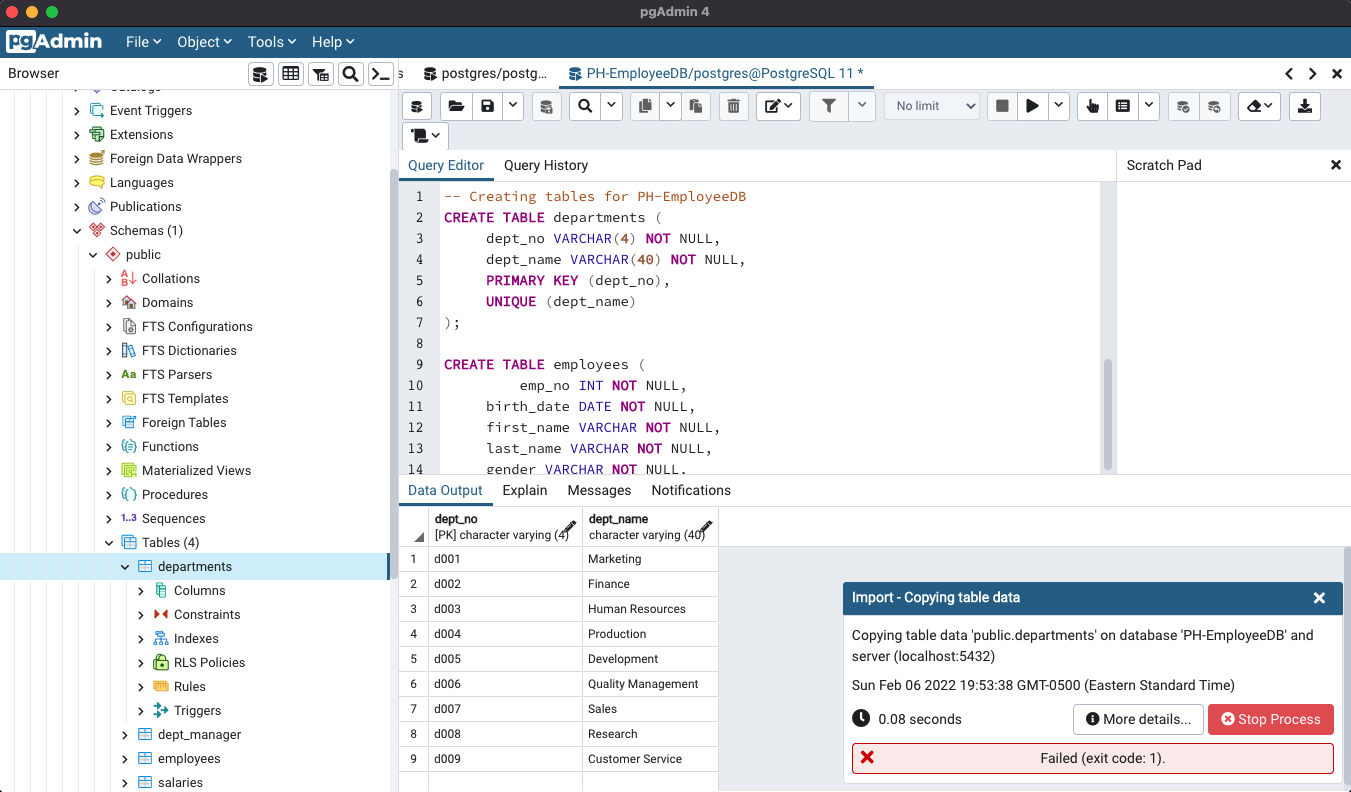 pgAdmin 4
pgAdmin File Object Tools Help
Browser
s postgres/postg... PH-EmployeeDB/postgres@PostgreSQL 11 *
No limit
Catalogs
Event Triggers
Extensions
Foreign Data Wrappers
Languages
Publications
Schemas (1)
public
Collations
Domains
FTS Configurations
FTS Dictionaries
Aa FTS Parsers
FTS Templates
Foreign Tables
Functions
Materialized Views
Procedures
1..3 Sequences
Tables (4)
departments
Columns
Constraints
Indexes
RLS Policies
Rules
Triggers
dept_manager
employees
salaries
Query Editor Query History
Scratch Pad
1 -- Creating tables for PH-EmployeeDB
2 CREATE TABLE departments (
3 dept_no VARCHAR(4) NOT NULL,
4 dept_name VARCHAR(40) NOT NULL,
5 PRIMARY KEY (dept_no),
6 UNIQUE (dept_name)
7 );
8
9 CREATE TABLE employees (
10 emp_no INT NOT NULL,
11 birth_date DATE NOT NULL,
12 first_name VARCHAR NOT NULL,
13 last_name VARCHAR NOT NULL,
14 gender VARCHAR NOT NULL,
Data Output Explain Messages Notifications
dept_no dept_name
[PK] character varying (4) character varying (40)
1 d001 Marketing
2 d002 Finance
3 d003 Human Resources
4 d004 Production
5 d005 Development
6 d006 Quality Management
7 d007 Sales
8 d008 Research
9 d009 Customer Service
Import - Copying table data
Copying table data 'public.departments' on database 'PH-EmployeeDB' and
server (localhost:5432)
Sun Feb 06 2022 19:53:38 GMT-0500 (Eastern Standard Time)
0.08 seconds More details... Stop Process
Failed (exit code: 1).